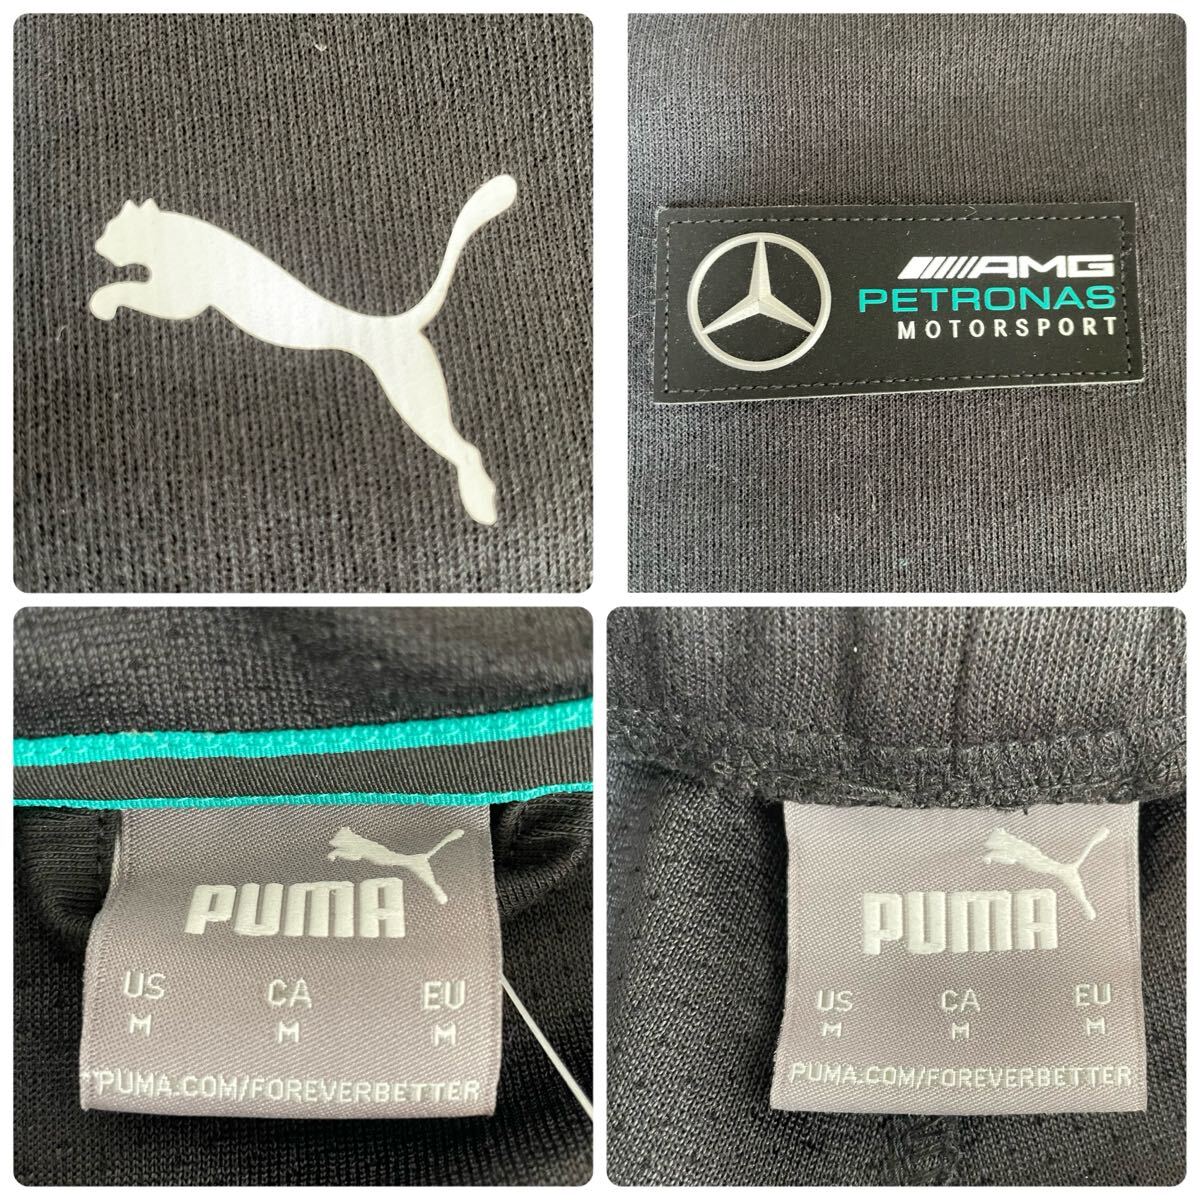 AMG
PETRONAS
MOTORSPORT
PUMA
US CA EU
M M M
PUMA.COM/FOREVERBETTER
PUMA
US CA EU
M M M
PUMA.COM/FOREVERBETTER